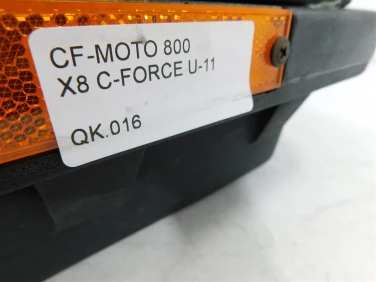 CF-MOTO 800
X8 C-FORCE U-11
QK.016